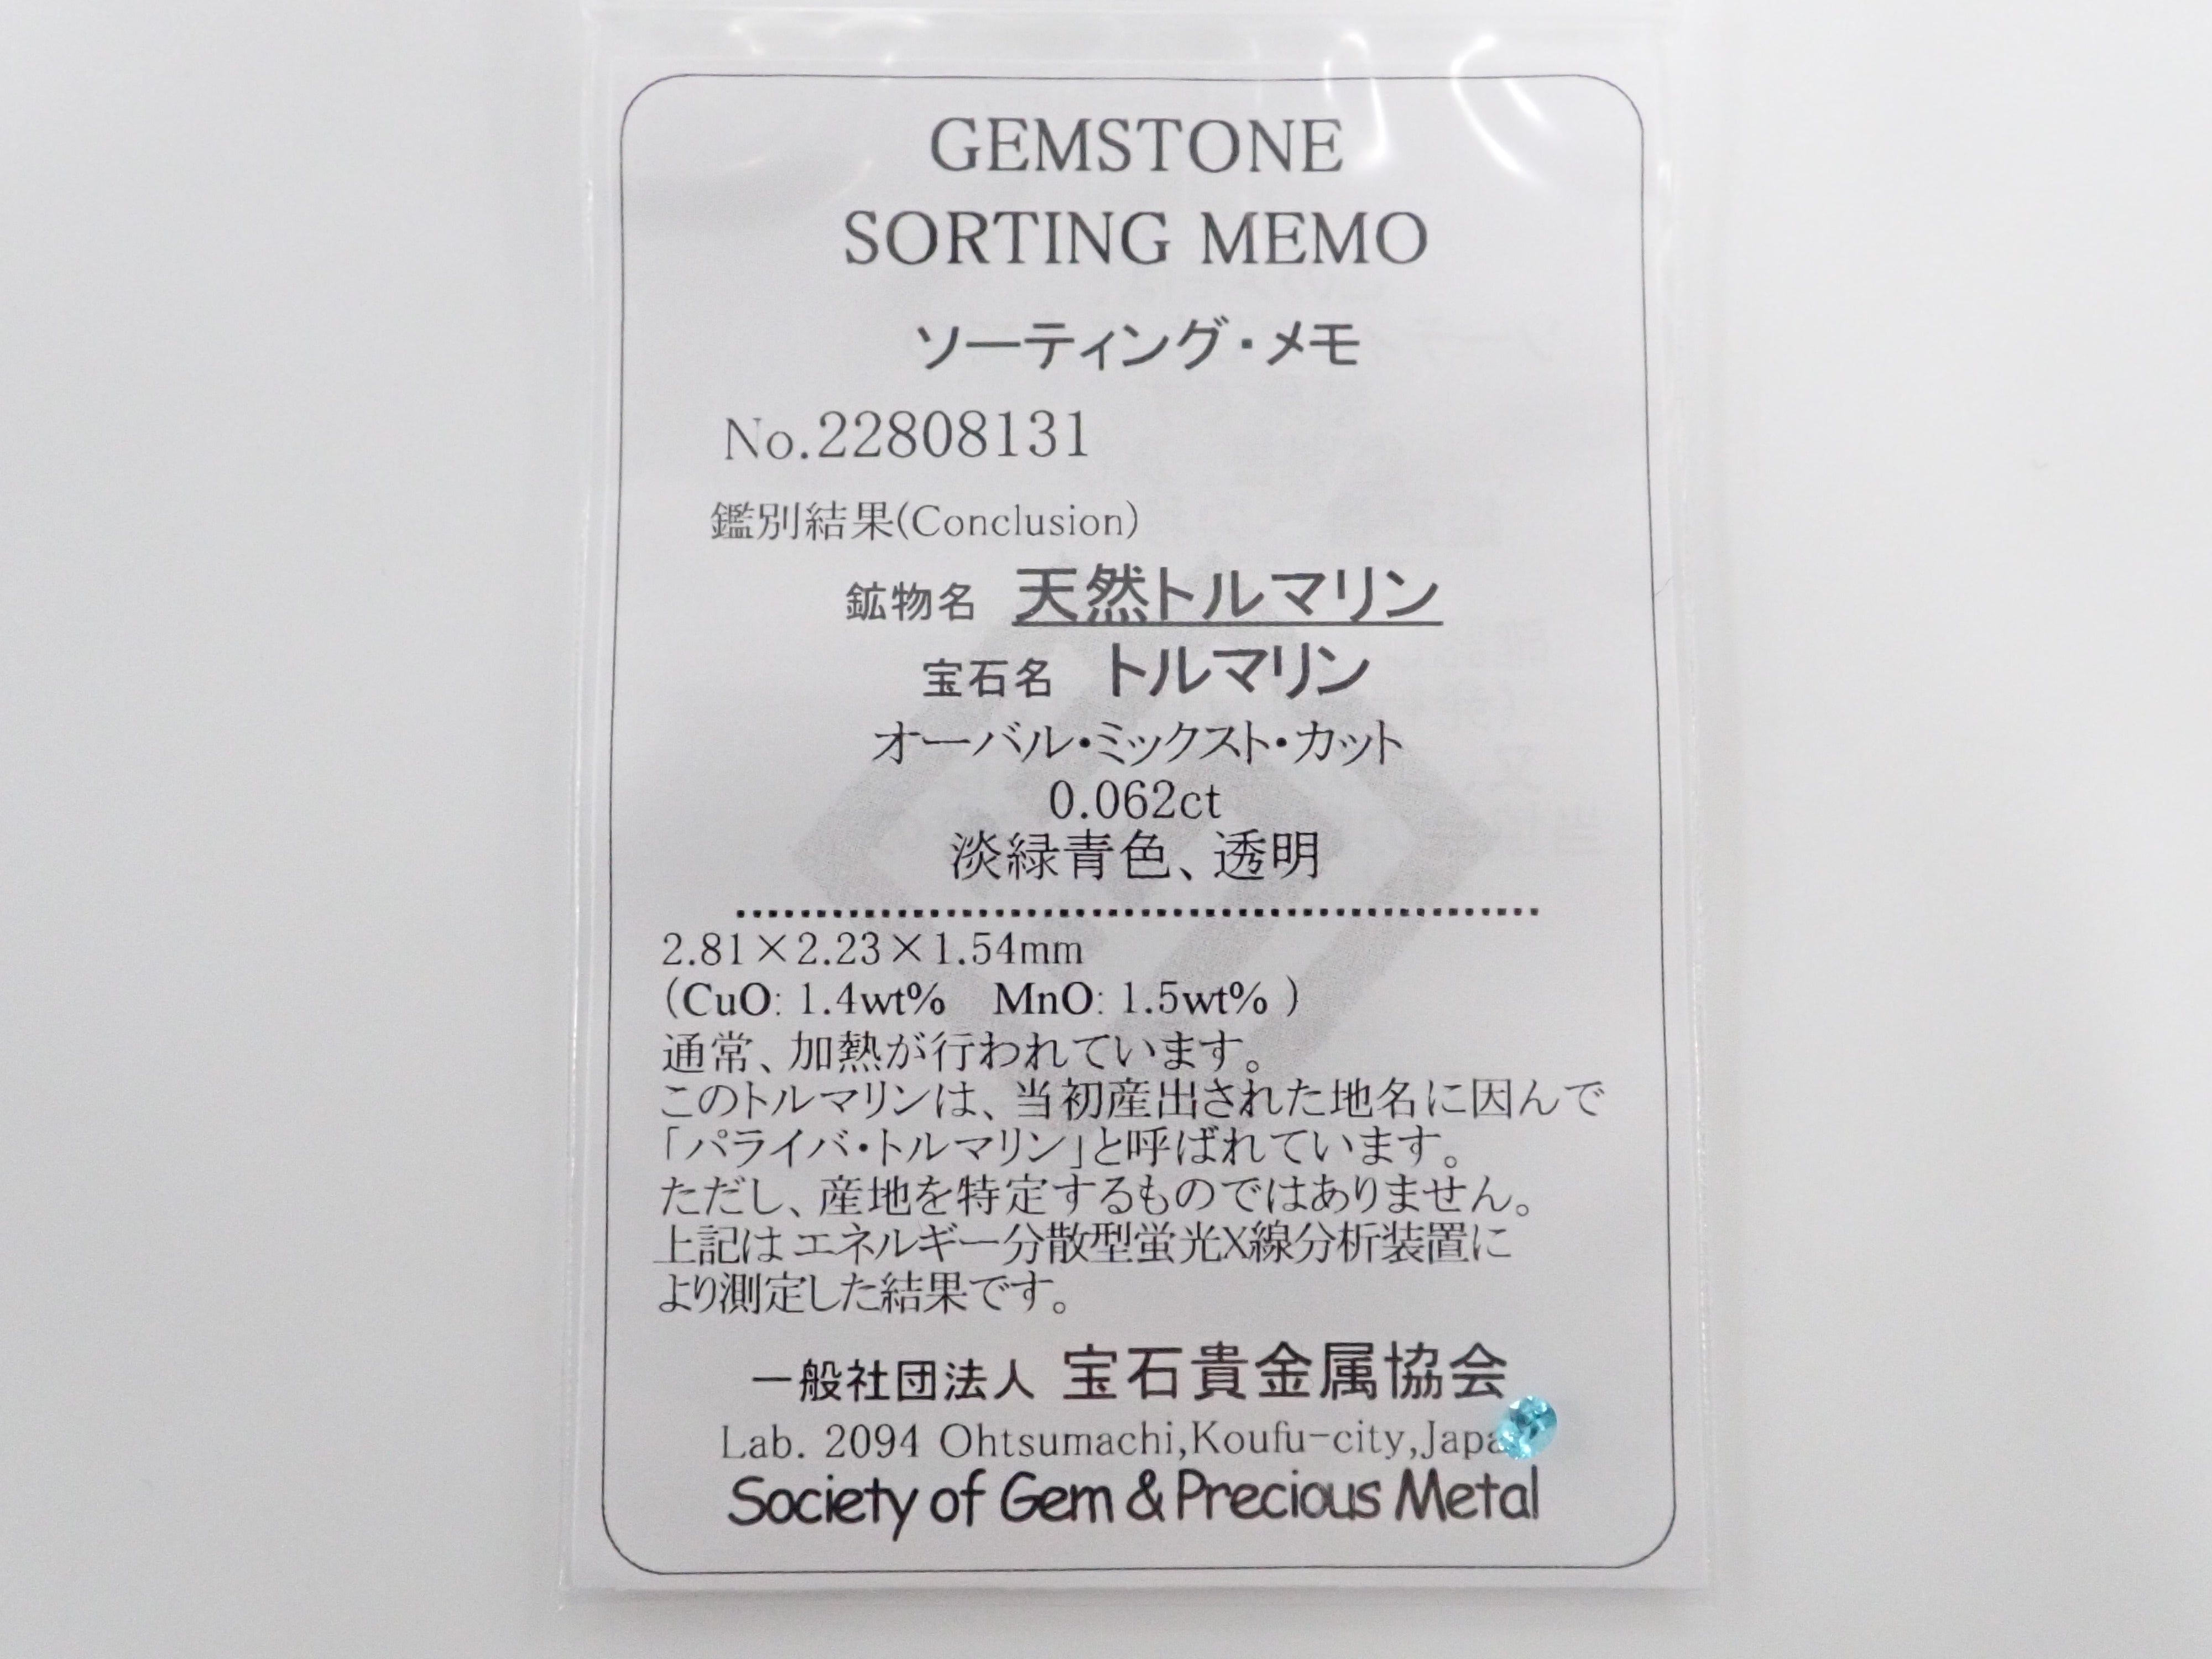 GEMSTONE
SORTING MEMO
ソーティング・メモ
No.22808131
鑑別結果(Conclusion)
鉱物名 天然トルマリン
宝石名 トルマリン
オーバル・ミックスト・カット
0.062ct
淡緑青色、透明
2.81×2.23×1.54mm
(CuO: 1.4wt% MnO: 1.5wt% )
通常、加熱が行われています。
このトルマリンは、当初産出された地名に因んで
「パライバ・トルマリン」と呼ばれています。
ただし、産地を特定するものではありません。
上記は エネルギー分散型蛍光X線分析装置に
より測定した結果です。
一般社団法人 宝石貴金属協会
Lab. 2094 Ohtsumachi,Koufu-city,Japa
Society of Gem & Precious Metal